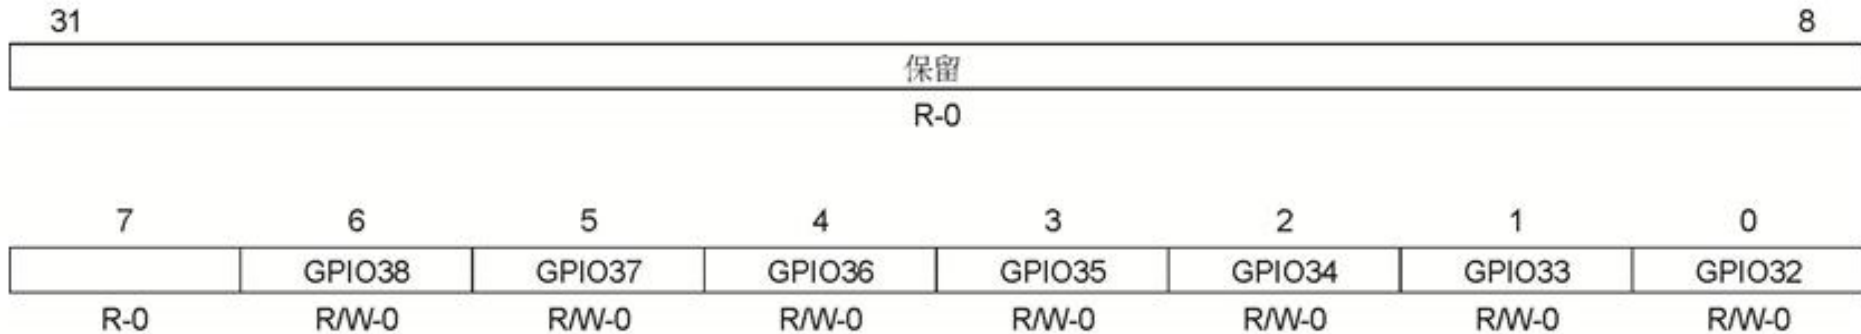 31 8
保留
R-0
7 6 5 4 3 2 1 0
GPIO38 GPIO37 GPIO36 GPIO35 GPIO34 GPIO33 GPIO32
R-0 R/W-0 R/W-0 R/W-0 R/W-0 R/W-0 R/W-0 R/W-0